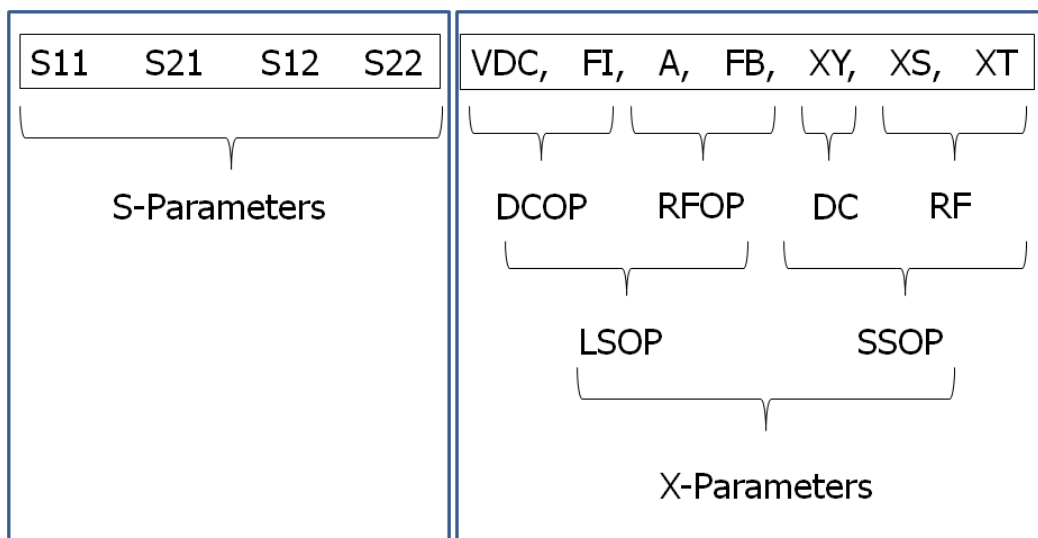 S11 S21 S12 S22
S-Parameters
VDC, FI, A, FB, XY, XS, XT
DCOP RFOP DC RF
LSOP SSOP
X-Parameters